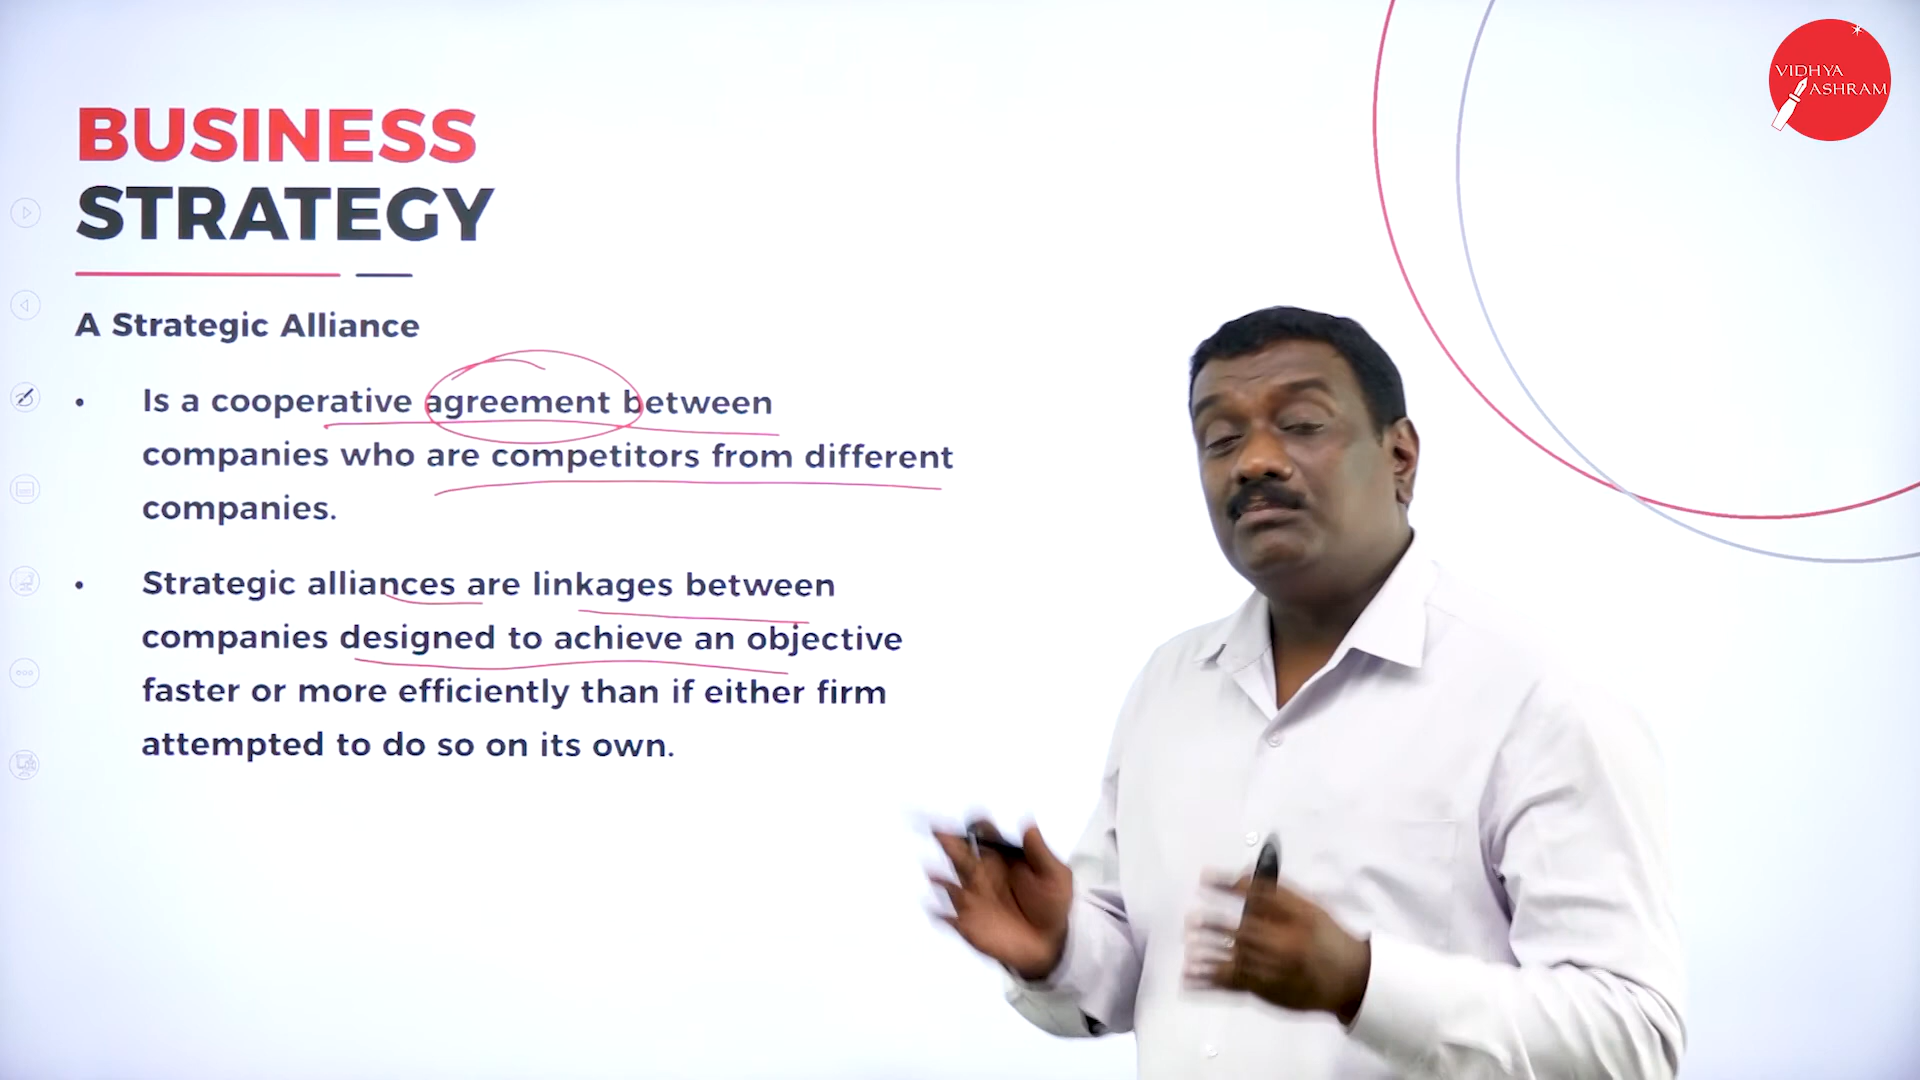 VIDHYA
ASHRAM
BUSINESS
STRATEGY
A Strategic Alliance
• Is a cooperative agreement between
companies who are competitors from different
companies.
• Strategic alliances are linkages between
companies designed to achieve an objective
faster or more efficiently than if either firm
attempted to do so on its own.